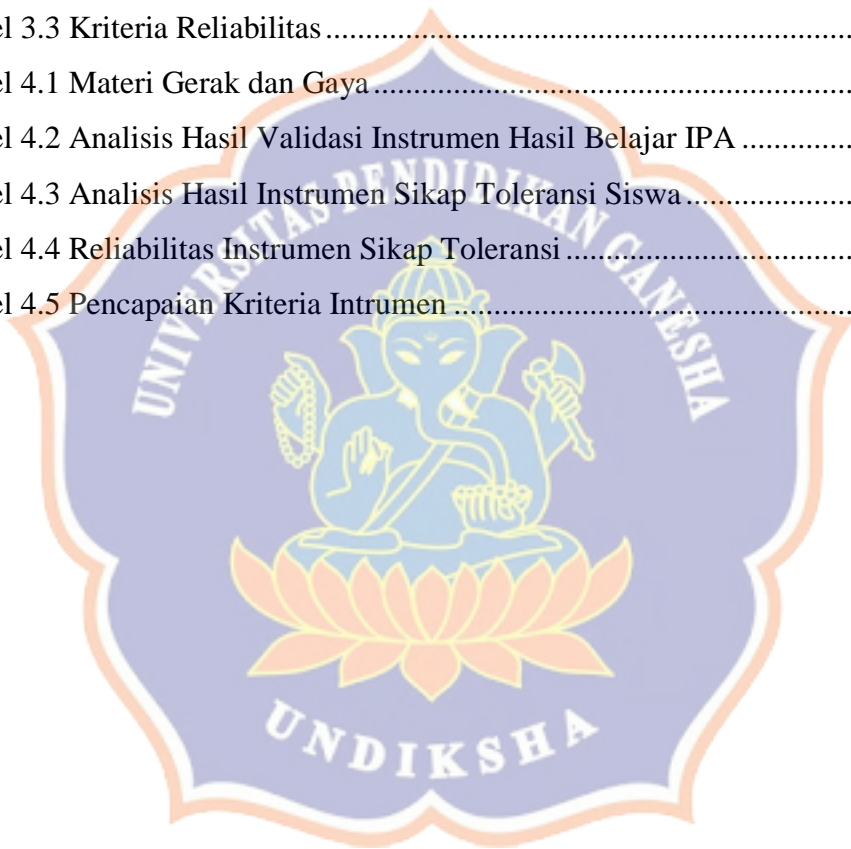 el 3.3 Kriteria Reliabilitas
el 4.1 Materi Gerak dan Gaya
el 4.2 Analisis Hasil Validasi Instrumen Hasil Belajar IPA
el 4.3 Analisis Hasil Instrumen Sikap Toleransi Siswa
el 4.4 Reliabilitas Instrumen Sikap Toleransi
el 4.5 Pencapaian Kriteria Intrumen
UNIVERSITAS PENDIDIKAN GANESHA
UNDIKSHA